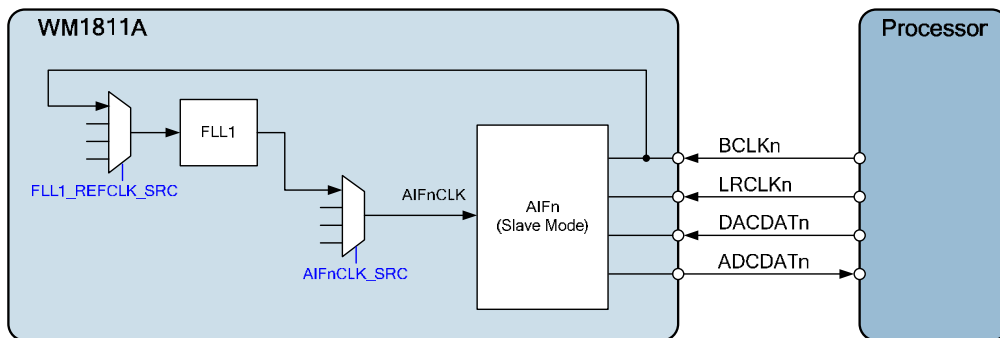 WM1811A
Processor
FLL1
FLL1_REFCLK_SRC
AIFnCLK
AIFnCLK_SRC
AIFn
(Slave Mode)
BCLKn
LRCLKn
DACDATn
ADCDATn